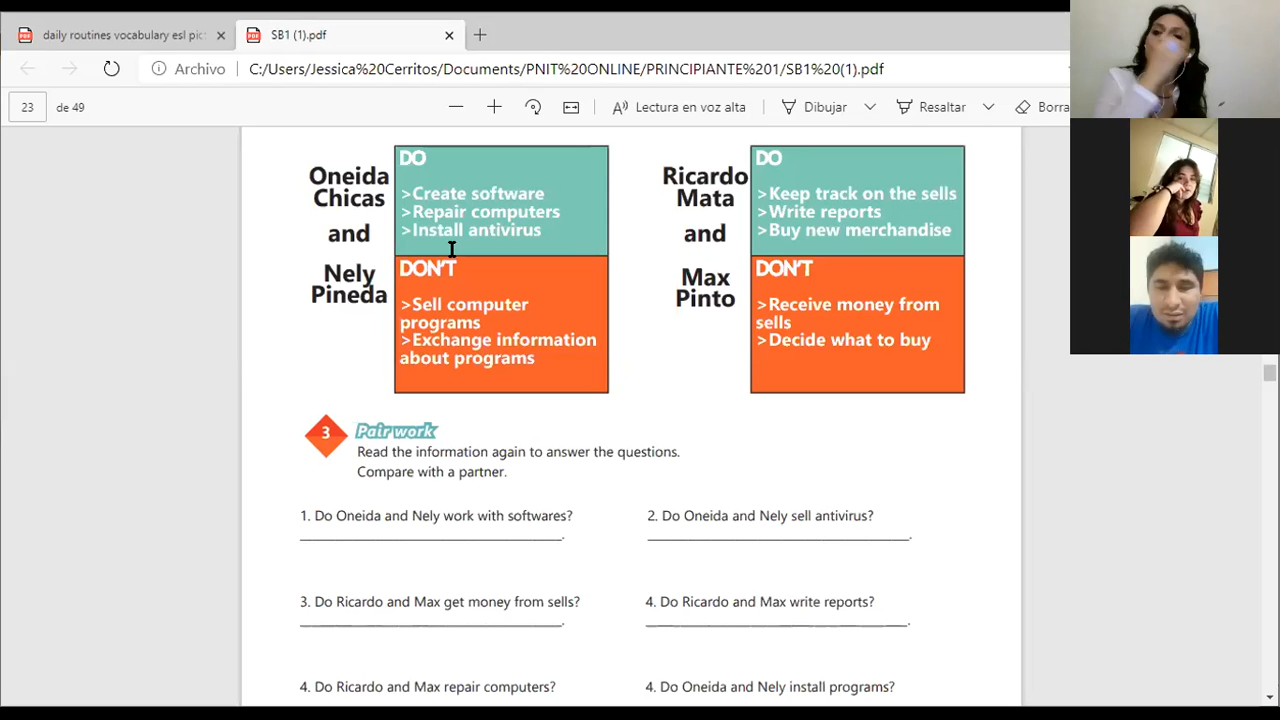 daily routines vocabulary esl pic
SB1 (1).pdf
Archivo
C:/Users/Jessica%20Cerritos/Documents/PNIT%20ONLINE/PRINCIPIANTE%201/SB1%20(1).pdf
23 de 49
Lectura en voz alta
Dibujar
Resaltar
Borra
Oneida
Chicas
and
Nely
Pineda
DO
>Create software
>Repair computers
>Install antivirus
DON'T
>Sell computer
programs
>Exchange information
about programs
Ricardo
Mata
and
Max
Pinto
DO
>Keep track on the sells
>Write reports
>Buy new merchandise
DON'T
>Receive money from
sells
>Decide what to buy
3 Pair work
Read the information again to answer the questions.
Compare with a partner.
1. Do Oneida and Nely work with softwares?
2. Do Oneida and Nely sell antivirus?
3. Do Ricardo and Max get money from sells?
4. Do Ricardo and Max write reports?
4. Do Ricardo and Max repair computers?
4. Do Oneida and Nely install programs?